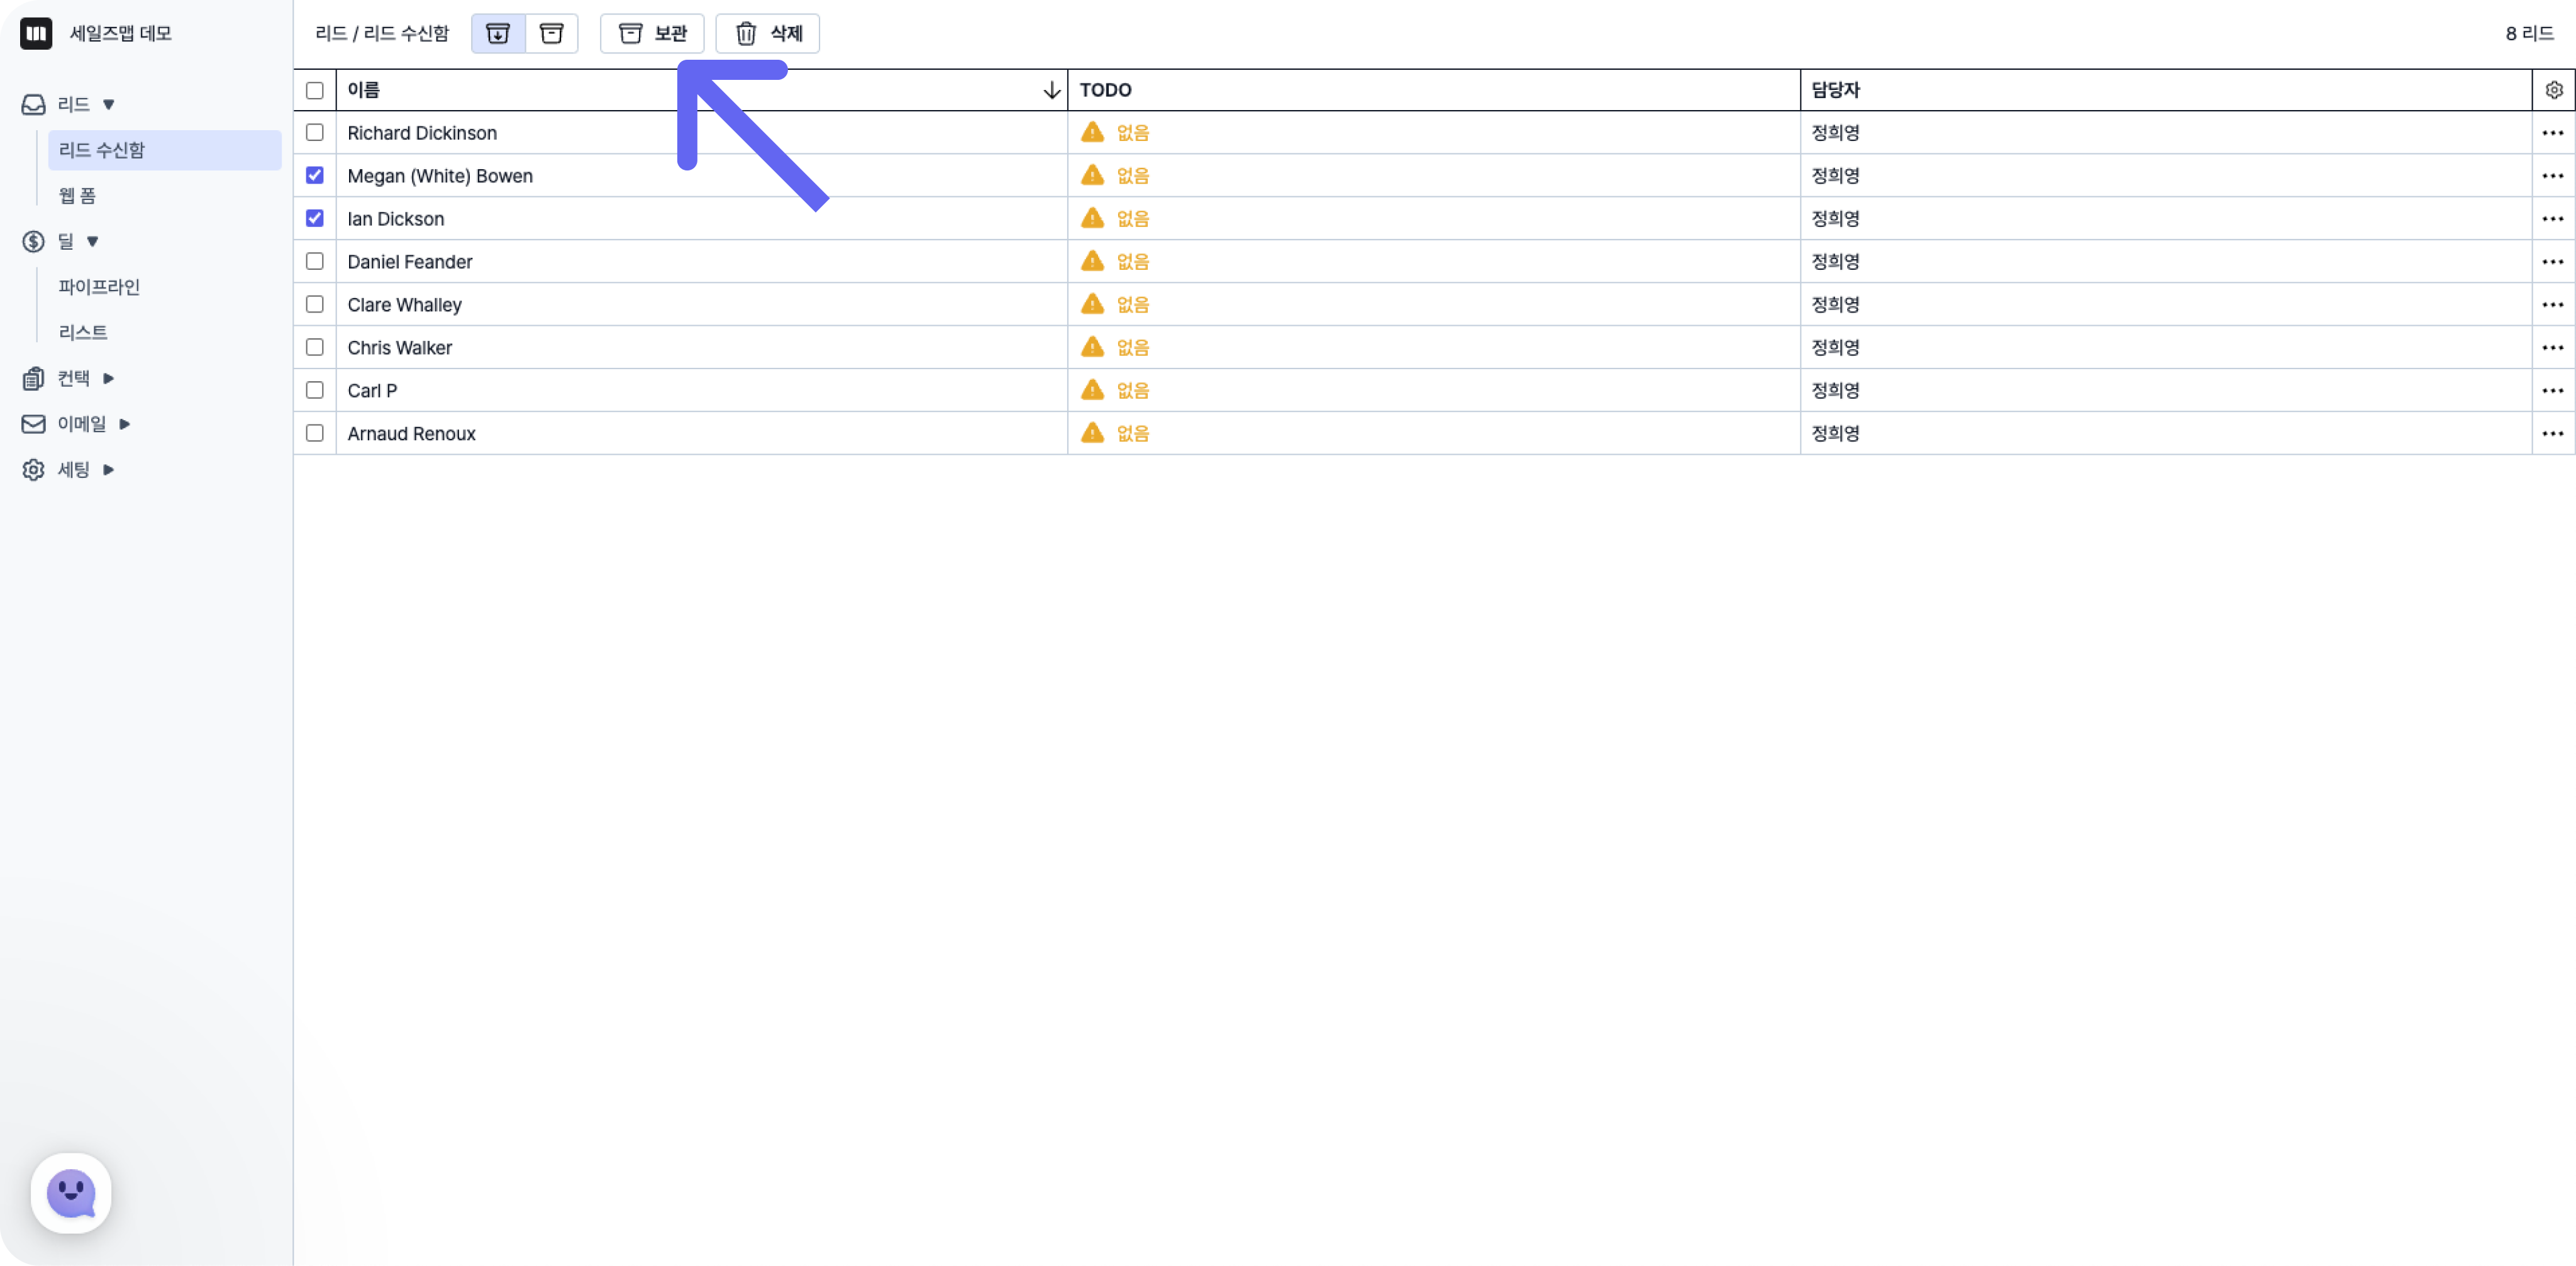 세일즈맵 데모
리드
리드 수신함
웹 폼
딜
파이프라인
리스트
컨택
이메일
세팅
리드 / 리드 수신함
보관
삭제
8 리드
이름 TODO 담당자
Richard Dickinson 없음 정희영
Megan (White) Bowen 없음 정희영
Ian Dickson 없음 정희영
Daniel Feander 없음 정희영
Clare Whalley 없음 정희영
Chris Walker 없음 정희영
Carl P 없음 정희영
Arnaud Renoux 없음 정희영